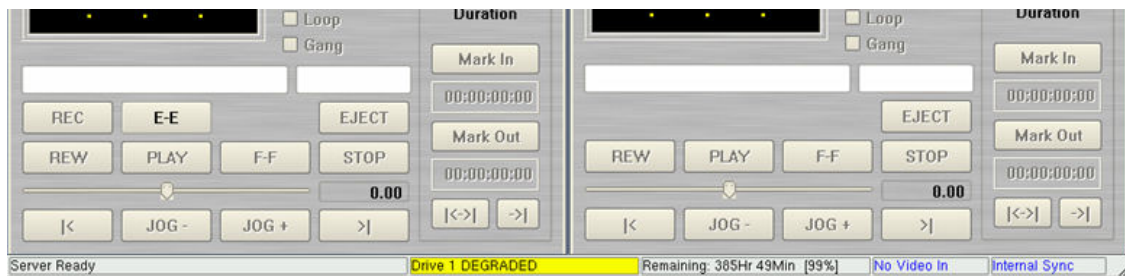 Loop
Duration
Gang
Mark In
00:00:00:00
REC E-E EJECT
Mark Out
REW PLAY F-F STOP
00:00:00:00
0.00
|<->| ->|
|< JOG - JOG + >|
Loop
Duration
Gang
Mark In
00:00:00:00
EJECT
Mark Out
REW PLAY F-F STOP
00:00:00:00
0.00
|<->| ->|
|< JOG - JOG + >|
Server Ready Drive 1 DEGRADED Remaining: 385Hr 49Min [99%] No Video In Internal Sync